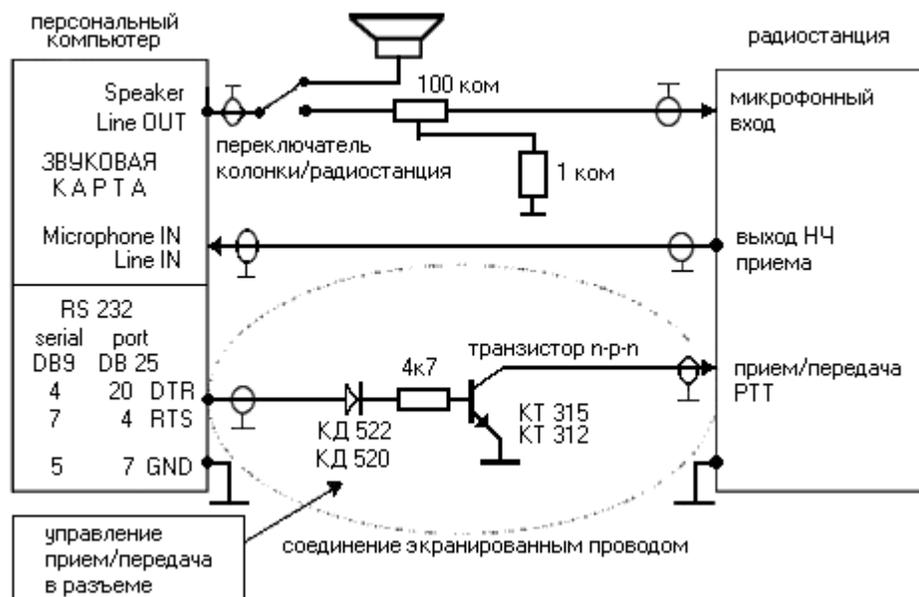 персональный
компьютер
радиостанция
Speaker
Line OUT
100 ком
микрофонный
вход
переключатель
колонки/радиостанция
ЗВУКОВАЯ
КАРТА
1 ком
Microphone IN
Line IN
выход НЧ
приема
RS 232
serial port
DB9 DB 25
4 20 DTR
7 4 RTS
5 7 GND
транзистор n-p-n
4к7
прием/передача
РТТ
КТ 315
КТ 312
КД 522
КД 520
соединение экранированным проводом
управление
прием/передача
в разъеме